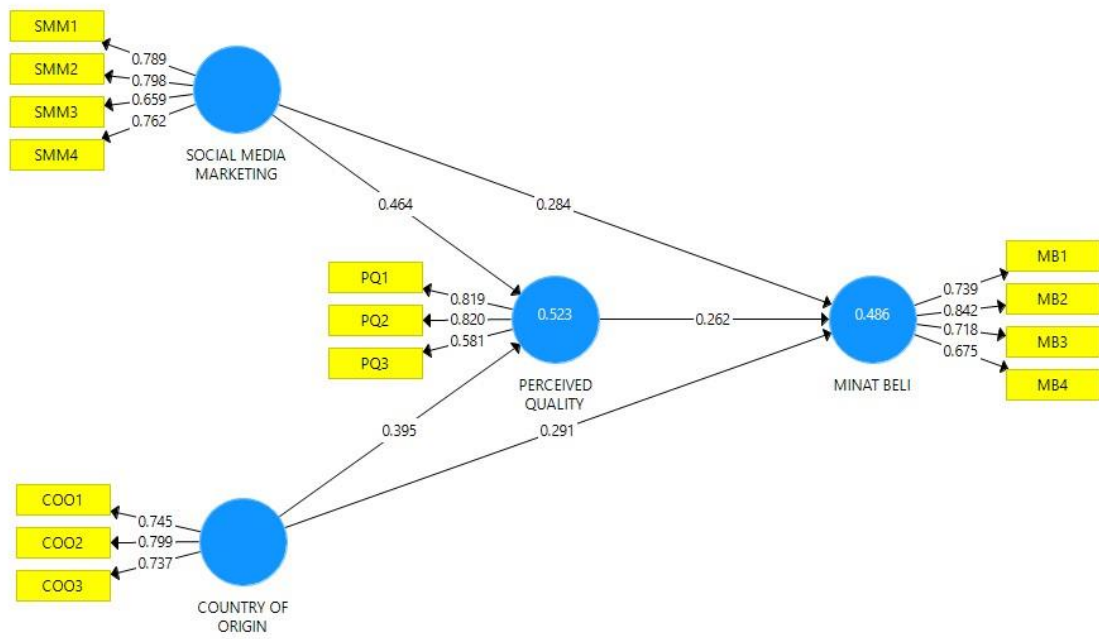 SMM1
0.789
SMM2
0.798
SMM3
0.659
SMM4
0.762
SOCIAL MEDIA
MARKETING
0.464
0.284
PQ1
0.819
PQ2
0.820
PQ3
0.581
0.523
PERCEIVED
QUALITY
0.262
0.486
MINAT BELI
MB1
0.739
MB2
0.842
MB3
0.718
MB4
0.675
0.395
0.291
COO1
0.745
COO2
0.799
COO3
0.737
COUNTRY OF
ORIGIN